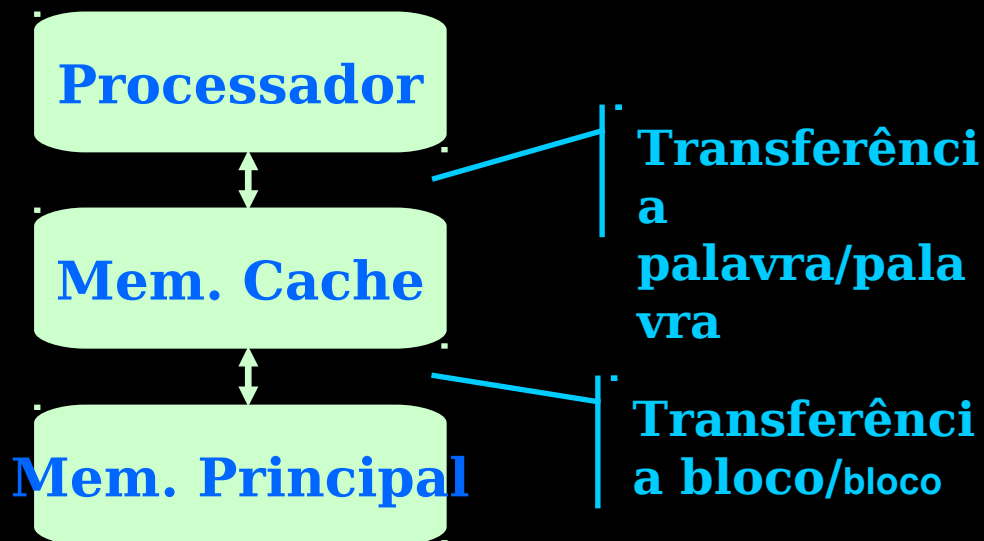 Processador
Transferênci
a
palavra/pala
vra
Mem. Cache
Transferênci
a bloco/bloco
Mem. Principal